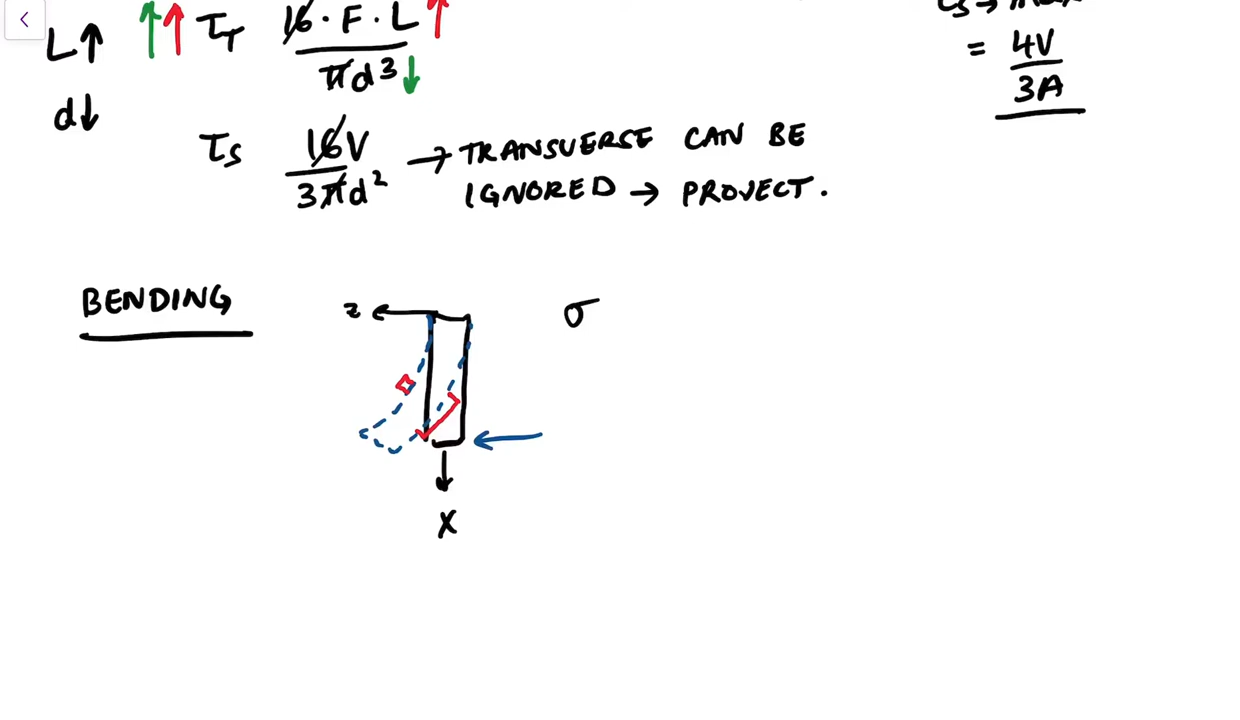 L↑ ↑↑ τT 16 · F · L ↑
πd³ ↓
d↓
τs 16V → TRANSVERSE CAN BE
3πd² IGNORED → PROJECT.
= 4V
3A
BENDING z σ
X